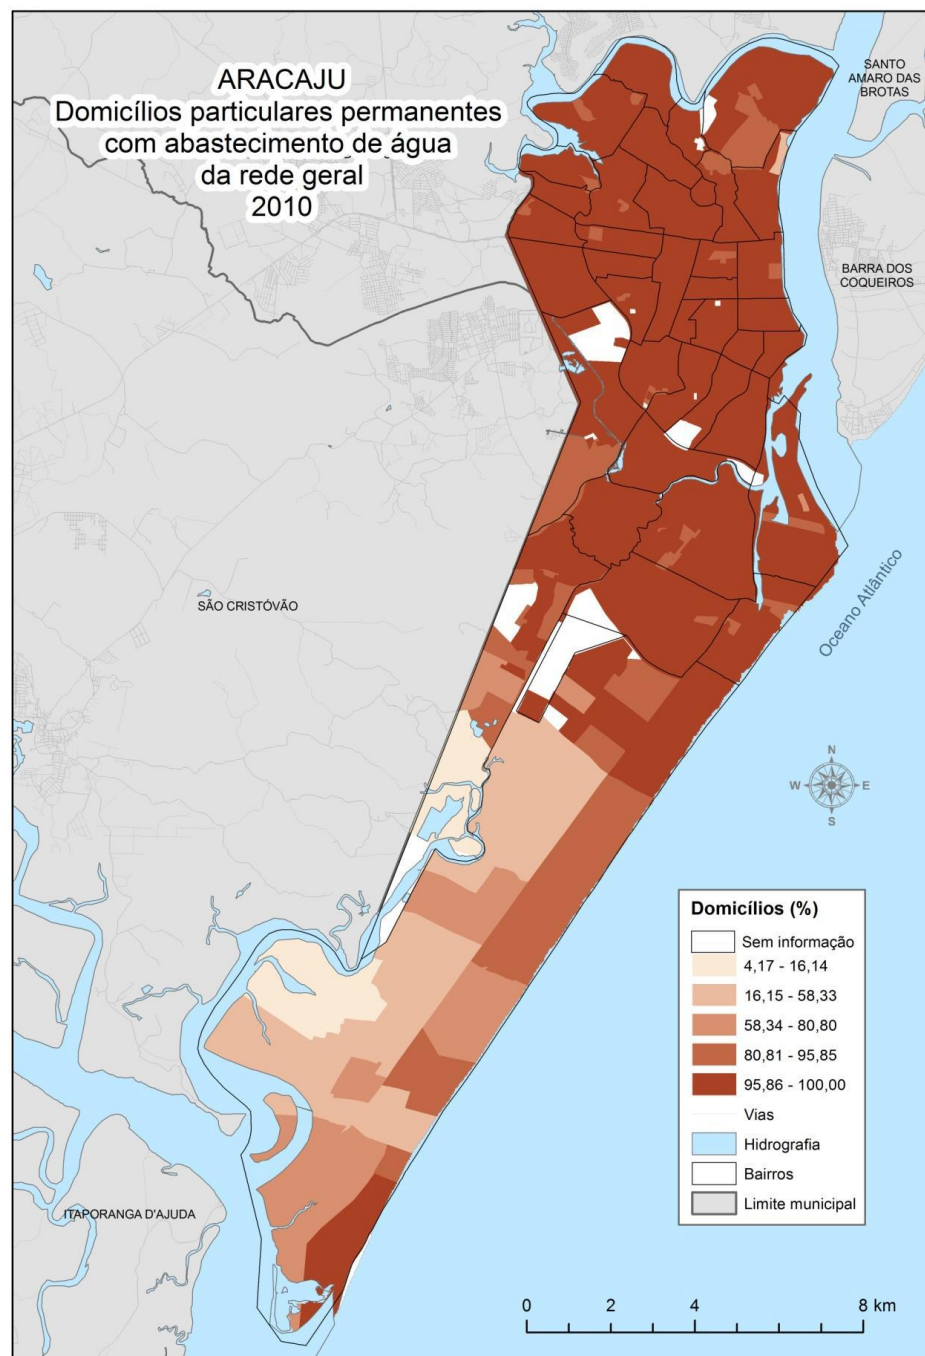 ARACAJU
Domicílios particulares permanentes
com abastecimento de água
da rede geral
2010
SANTO
AMARO DAS
BROTAS
BARRA DOS
COQUEIROS
SÃO CRISTÓVÃO
Oceano Atlântico
N
W
E
S
ITAPORANGA D'AJUDA
Domicílios (%)
Sem informação
4,17 - 16,14
16,15 - 58,33
58,34 - 80,80
80,81 - 95,85
95,86 - 100,00
Vias
Hidrografia
Bairros
Limite municipal
0 2 4 8 km